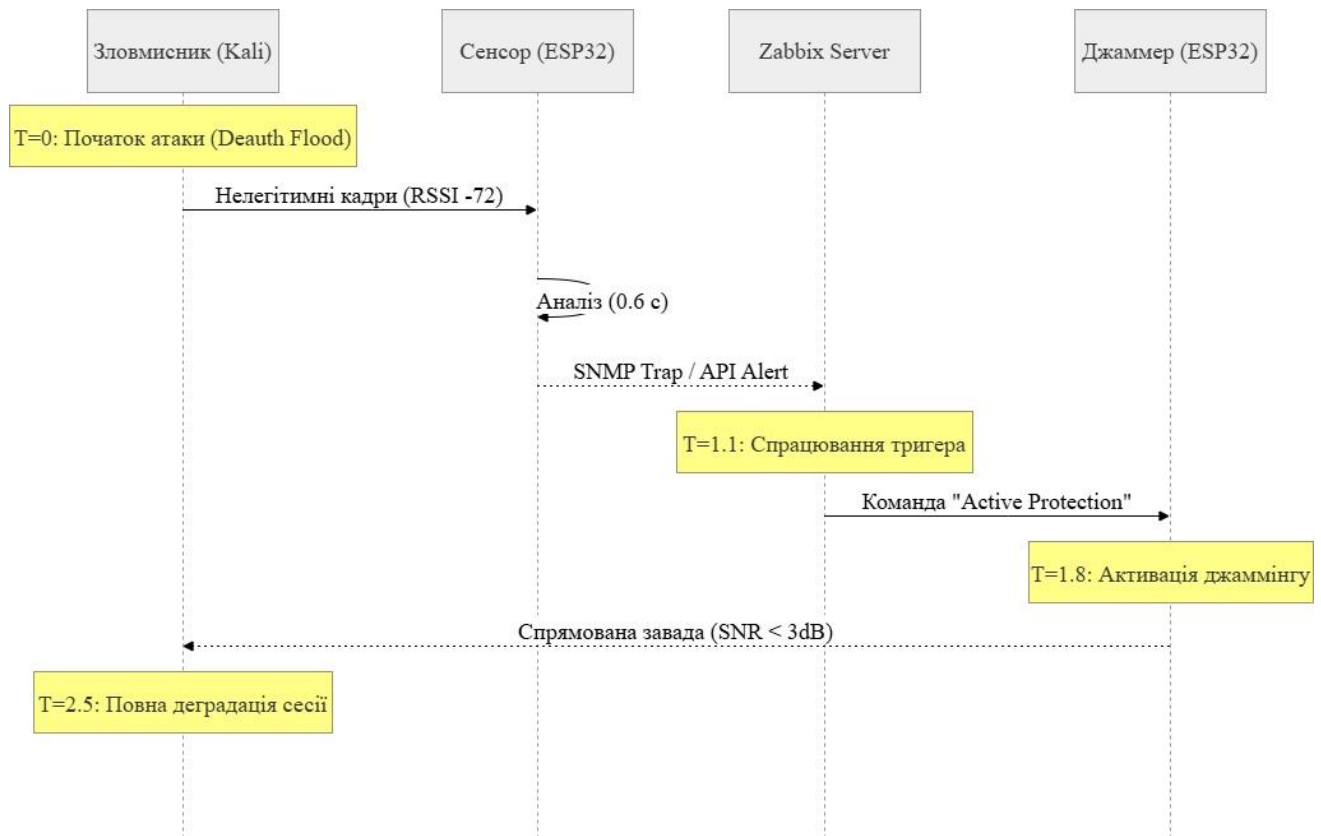 Зловмисник (Kali)
Сенсор (ESP32)
Zabbix Server
Джаммер (ESP32)
T=0: Початок атаки (Deauth Flood)
Нелегітимні кадри (RSSI -72)
Аналіз (0.6 с)
SNMP Trap / API Alert
T=1.1: Спрацювання тригера
Команда "Active Protection"
T=1.8: Активація джаммінгу
Спрямована завада (SNR < 3dB)
T=2.5: Повна деградація сесії